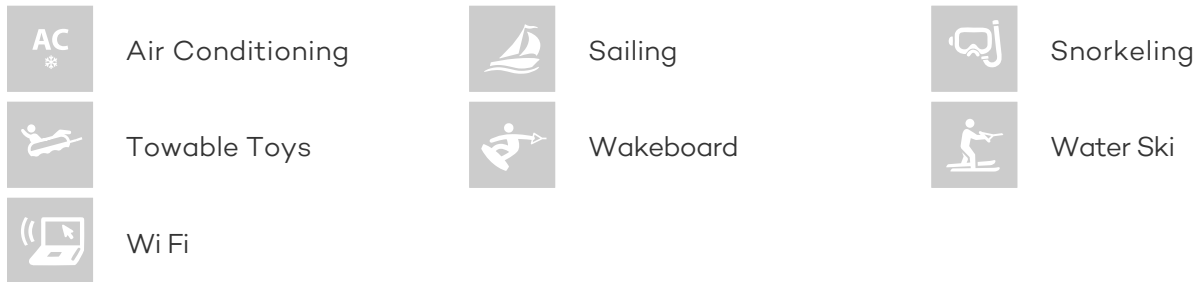 AC
Air Conditioning
Sailing
Snorkeling
Towable Toys
Wakeboard
Water Ski
Wi Fi